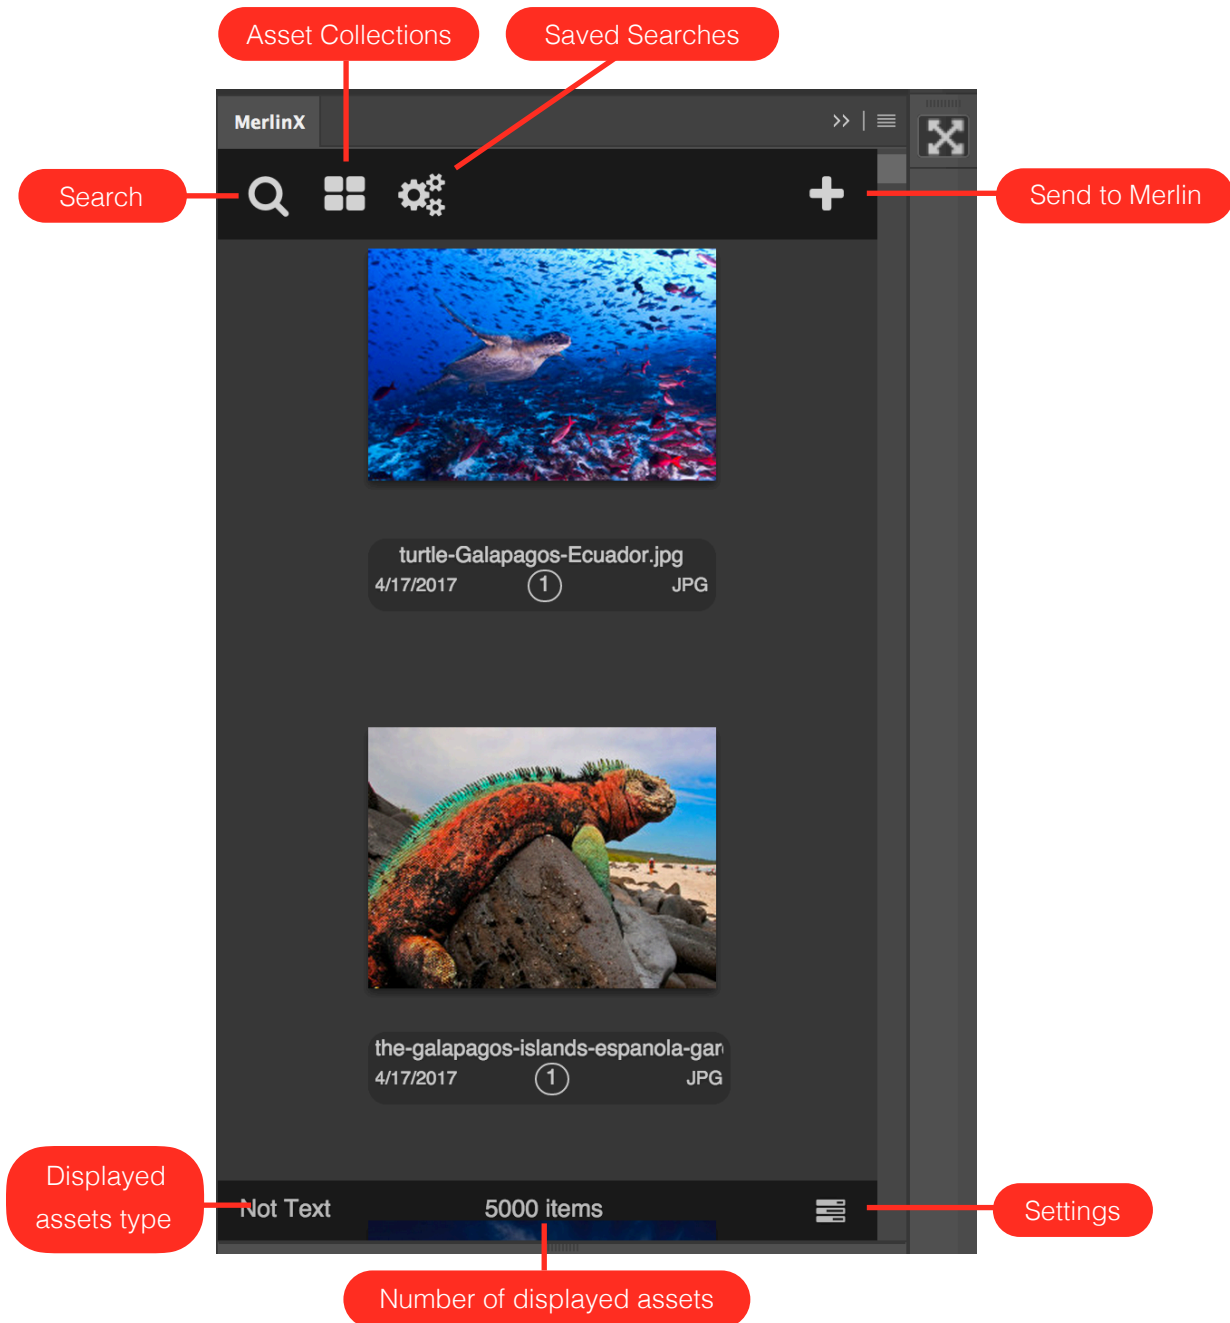 Asset Collections
Saved Searches
MerlinX
Search
Send to Merlin
turtle-Galapagos-Ecuador.jpg
4/17/2017
1
JPG
the-galapagos-islands-espanola-gar
4/17/2017
1
JPG
Displayed
assets type
Not Text
5000 items
Settings
Number of displayed assets